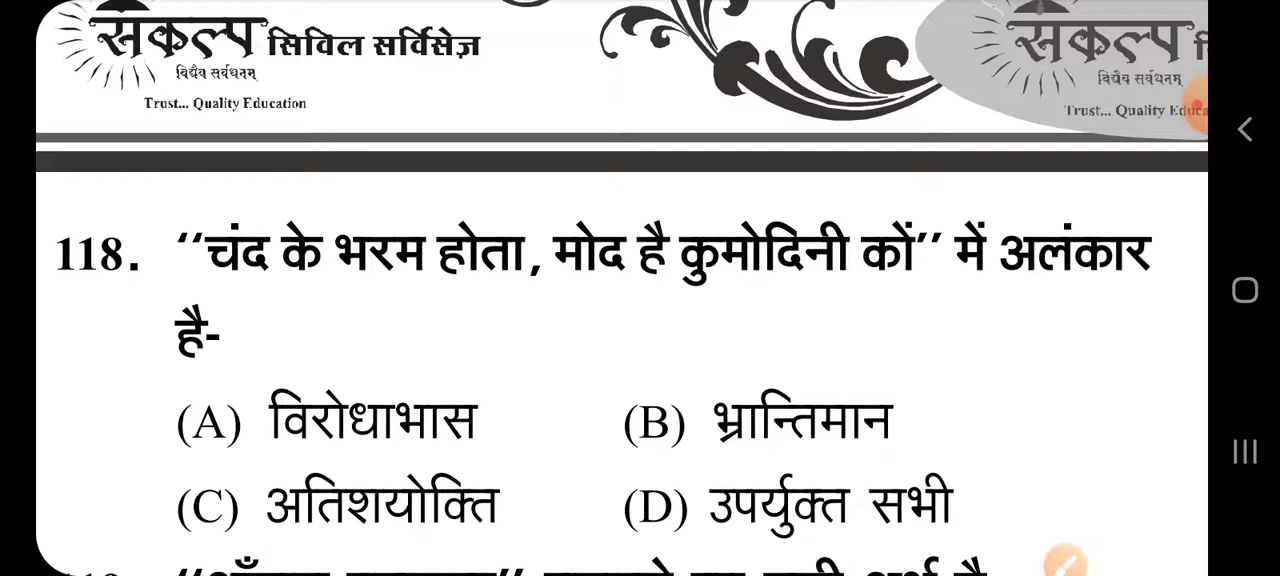 संकल्प सिविल सर्विसेज़
विद्यैव सर्वधनम्
Trust... Quality Education
संकल्प
विद्यैव सर्वधनम्
Trust... Quality Educa
118. ‘‘चंद के भरम होता, मोद है कुमोदिनी कों’’ में अलंकार
है-
(A) विरोधाभास (B) भ्रान्तिमान
(C) अतिशयोक्ति (D) उपर्युक्त सभी